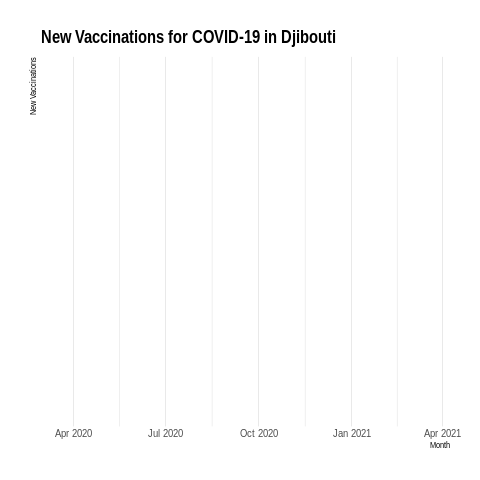 New Vaccinations for COVID-19 in Djibouti
New Vaccinations
Apr 2020
Jul 2020
Oct 2020
Jan 2021
Apr 2021
Month